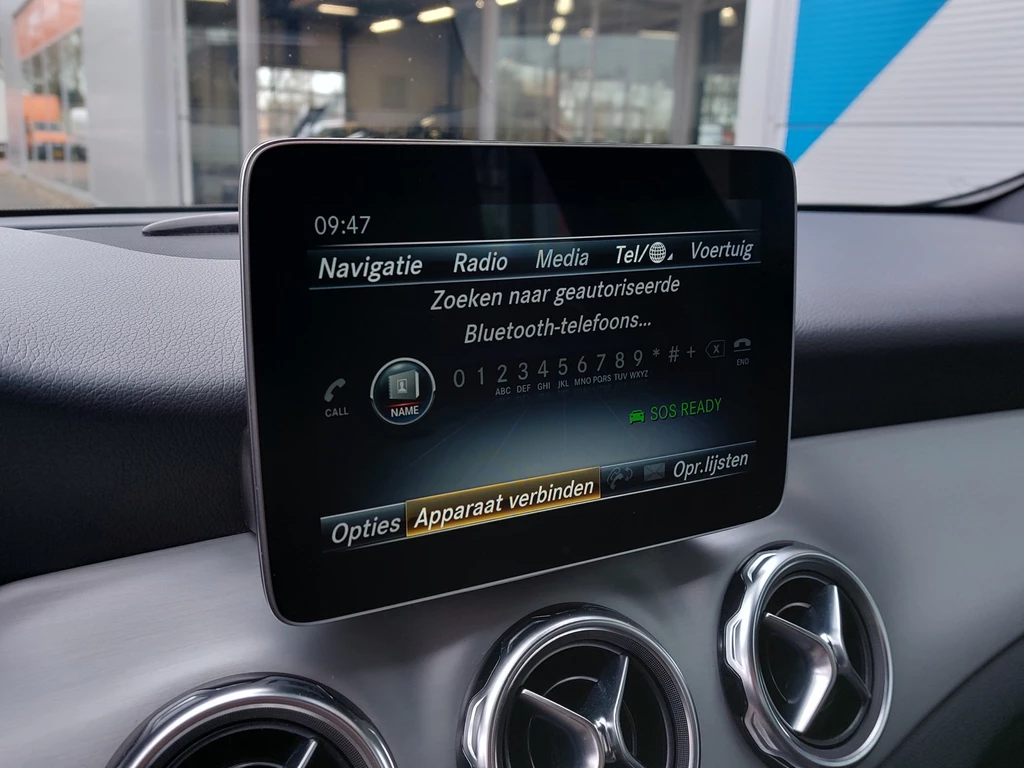 09:47
Navigatie Radio Media Tel/ Voertuig
Zoeken naar geautoriseerde
Bluetooth-telefoons...
0 1 2 3 4 5 6 7 8 9 * # + X
ABC DEF GHI JKL MNO PQRS TUV WXYZ END
CALL NAME
SOS READY
Opties Apparaat verbinden Opr.lijsten